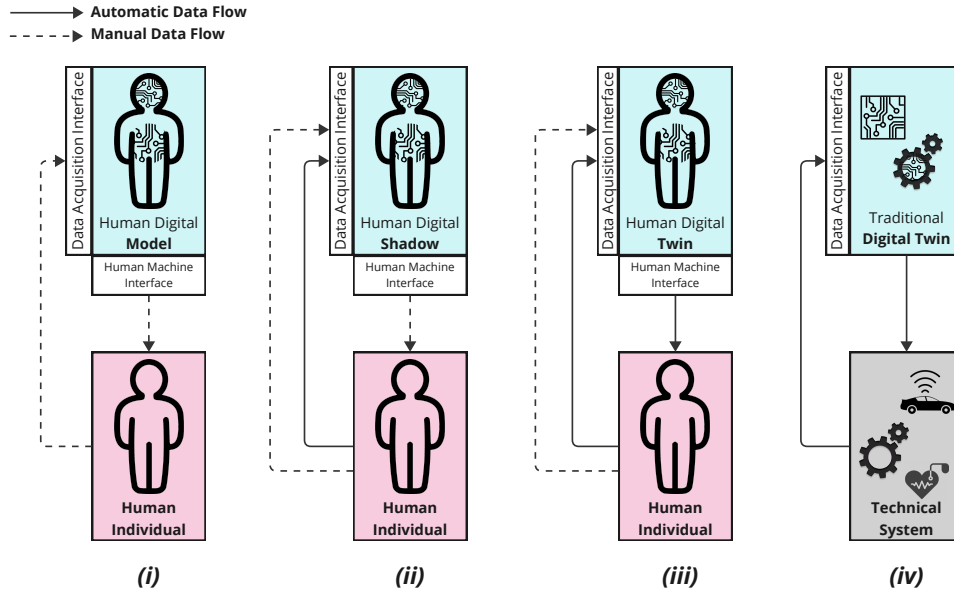 Automatic Data Flow
Manual Data Flow
Data Acquisition Interface
Human Digital
Model
Human Machine
Interface
Human
Individual
(i)
Data Acquisition Interface
Human Digital
Shadow
Human Machine
Interface
Human
Individual
(ii)
Data Acquisition Interface
Human Digital
Twin
Human Machine
Interface
Human
Individual
(iii)
Data Acquisition Interface
Traditional
Digital Twin
Technical
System
(iv)